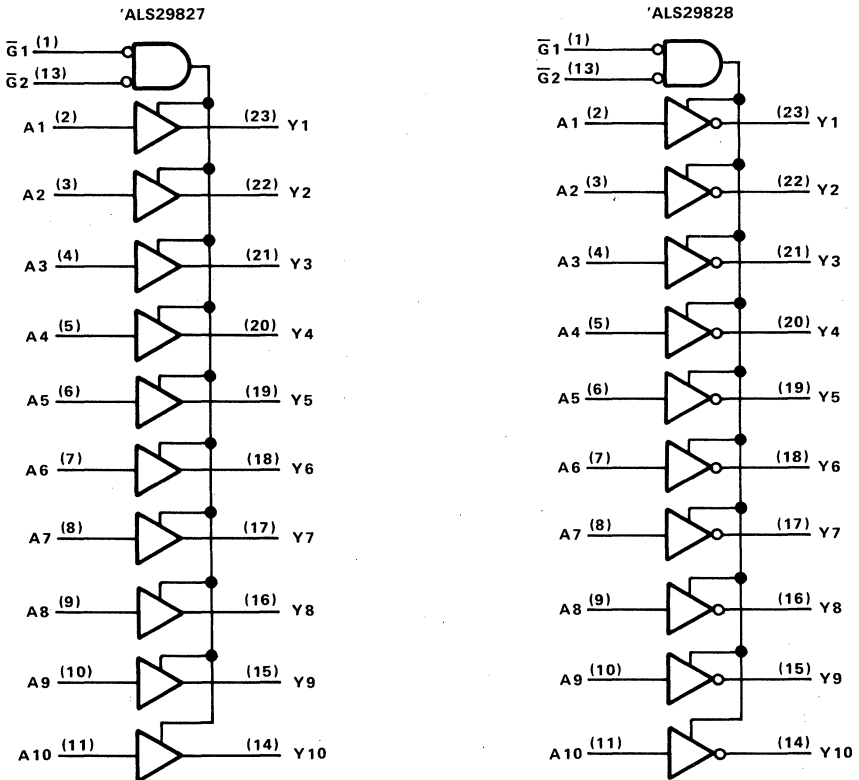 'ALS29827
G̅1 (1)
G̅2 (13)
A1 (2) (23) Y1
A2 (3) (22) Y2
A3 (4) (21) Y3
A4 (5) (20) Y4
A5 (6) (19) Y5
A6 (7) (18) Y6
A7 (8) (17) Y7
A8 (9) (16) Y8
A9 (10) (15) Y9
A10 (11) (14) Y10
'ALS29828
G̅1 (1)
G̅2 (13)
A1 (2) (23) Y1
A2 (3) (22) Y2
A3 (4) (21) Y3
A4 (5) (20) Y4
A5 (6) (19) Y5
A6 (7) (18) Y6
A7 (8) (17) Y7
A8 (9) (16) Y8
A9 (10) (15) Y9
A10 (11) (14) Y10